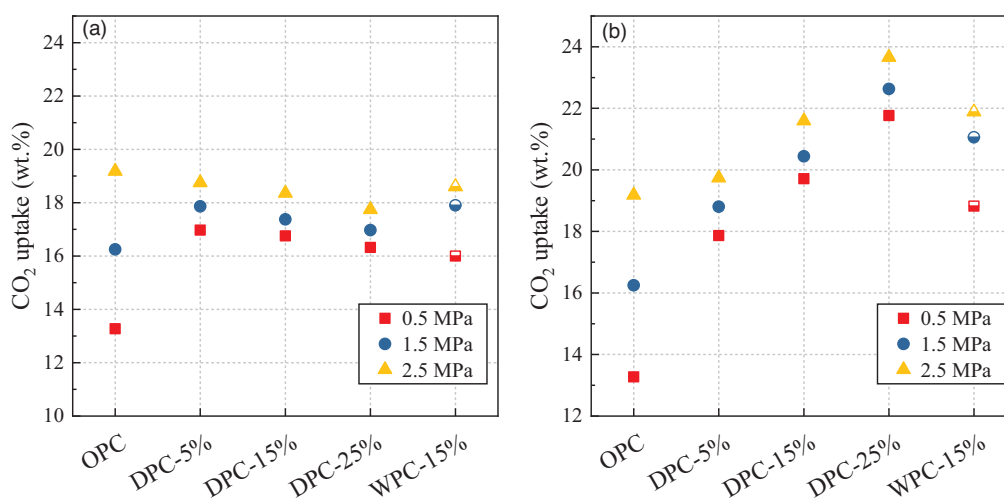 (a)
CO₂ uptake (wt.%)
26
24
22
20
18
16
14
12
10
0.5 MPa
1.5 MPa
2.5 MPa
OPC
DPC-5%
DPC-15%
DPC-25%
WPC-15%
(b)
CO₂ uptake (wt.%)
24
22
20
18
16
14
12
0.5 MPa
1.5 MPa
2.5 MPa
OPC
DPC-5%
DPC-15%
DPC-25%
WPC-15%